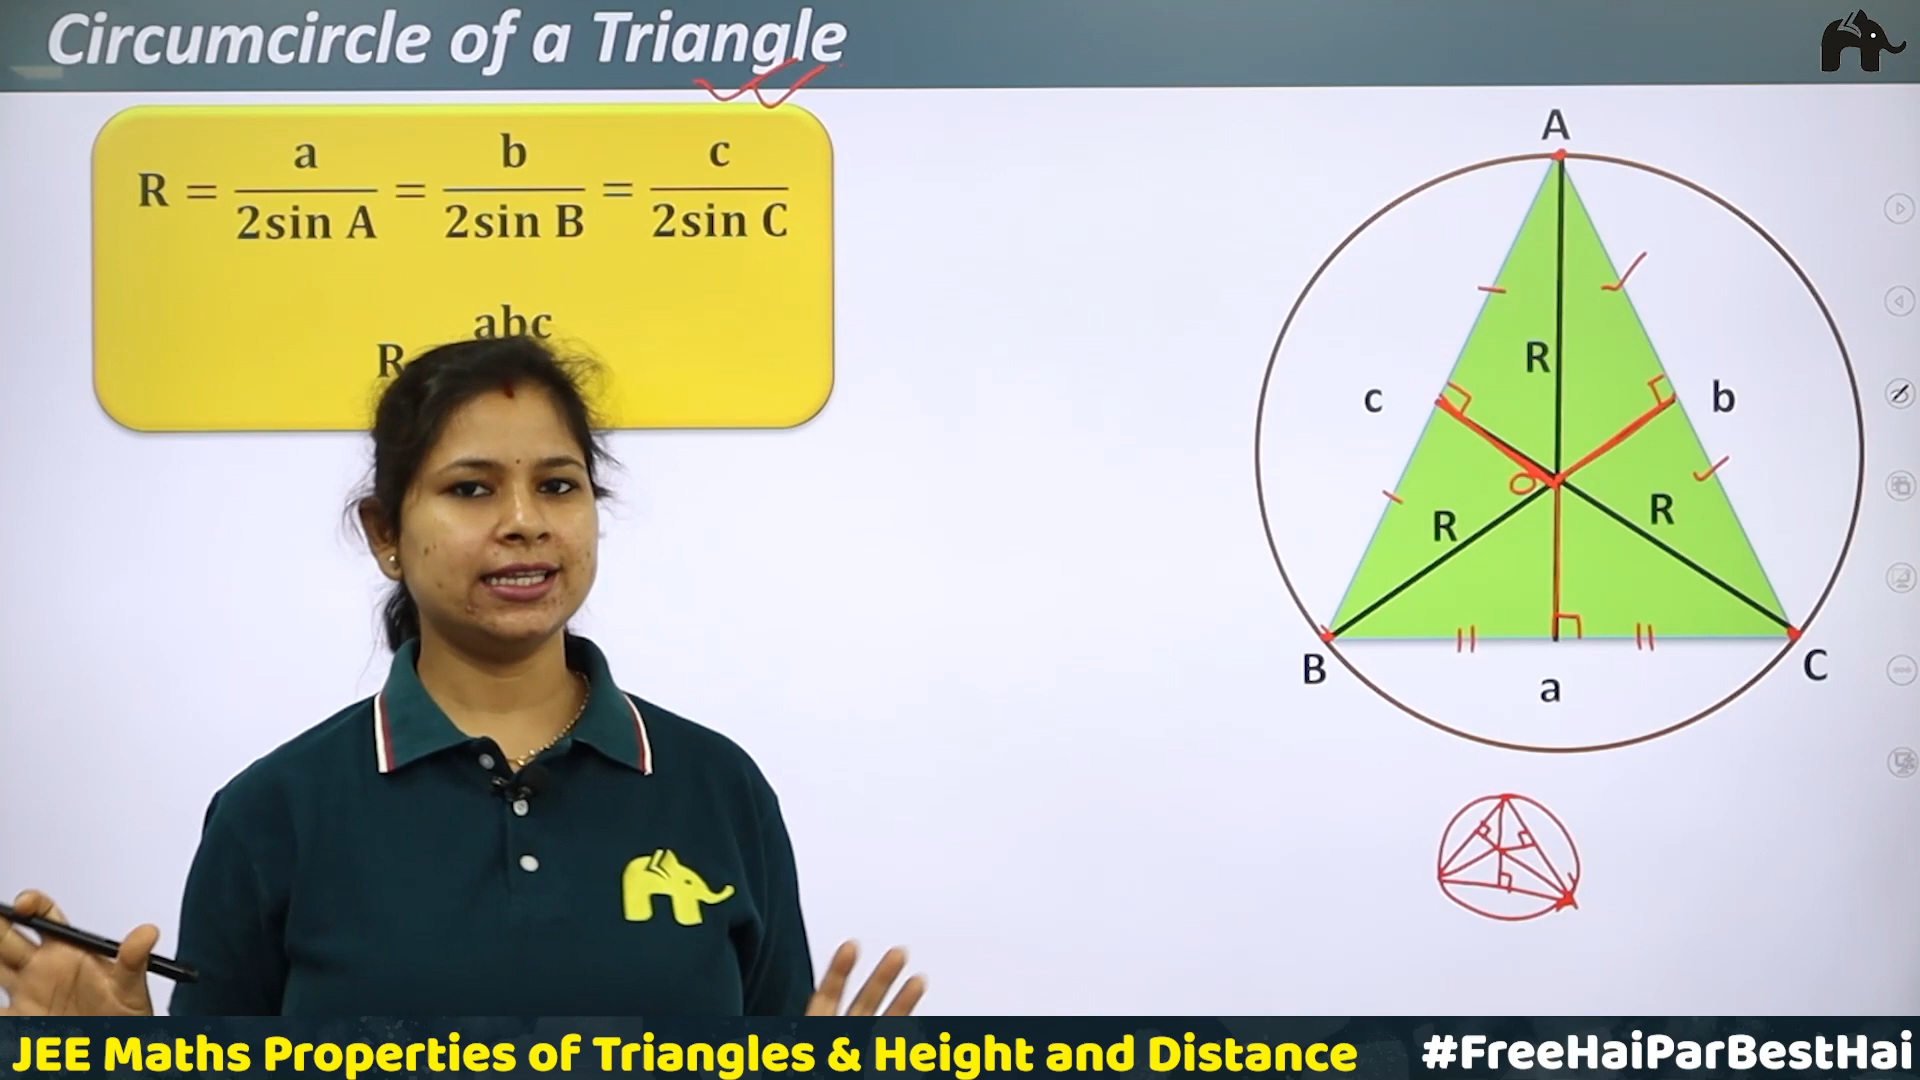 Circumcircle of a Triangle
R = a/2sin A = b/2sin B = c/2sin C
abc
R
A
R
c
b
O
R
R
B
C
a
JEE Maths Properties of Triangles & Height and Distance #FreeHaiParBestHai